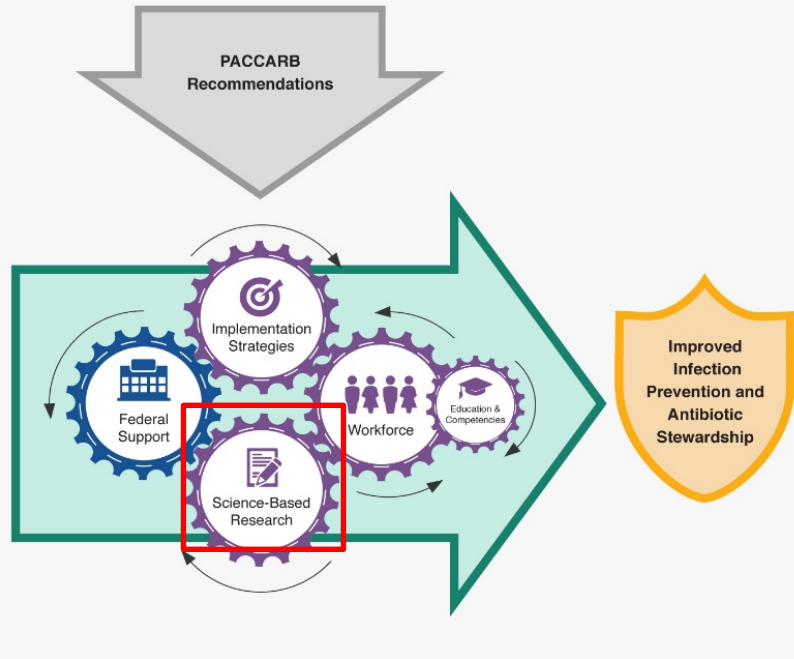 PACCARB
Recommendations
Implementation
Strategies
Federal
Support
Workforce
Education &
Competencies
Science-Based
Research
Improved
Infection
Prevention and
Antibiotic
Stewardship